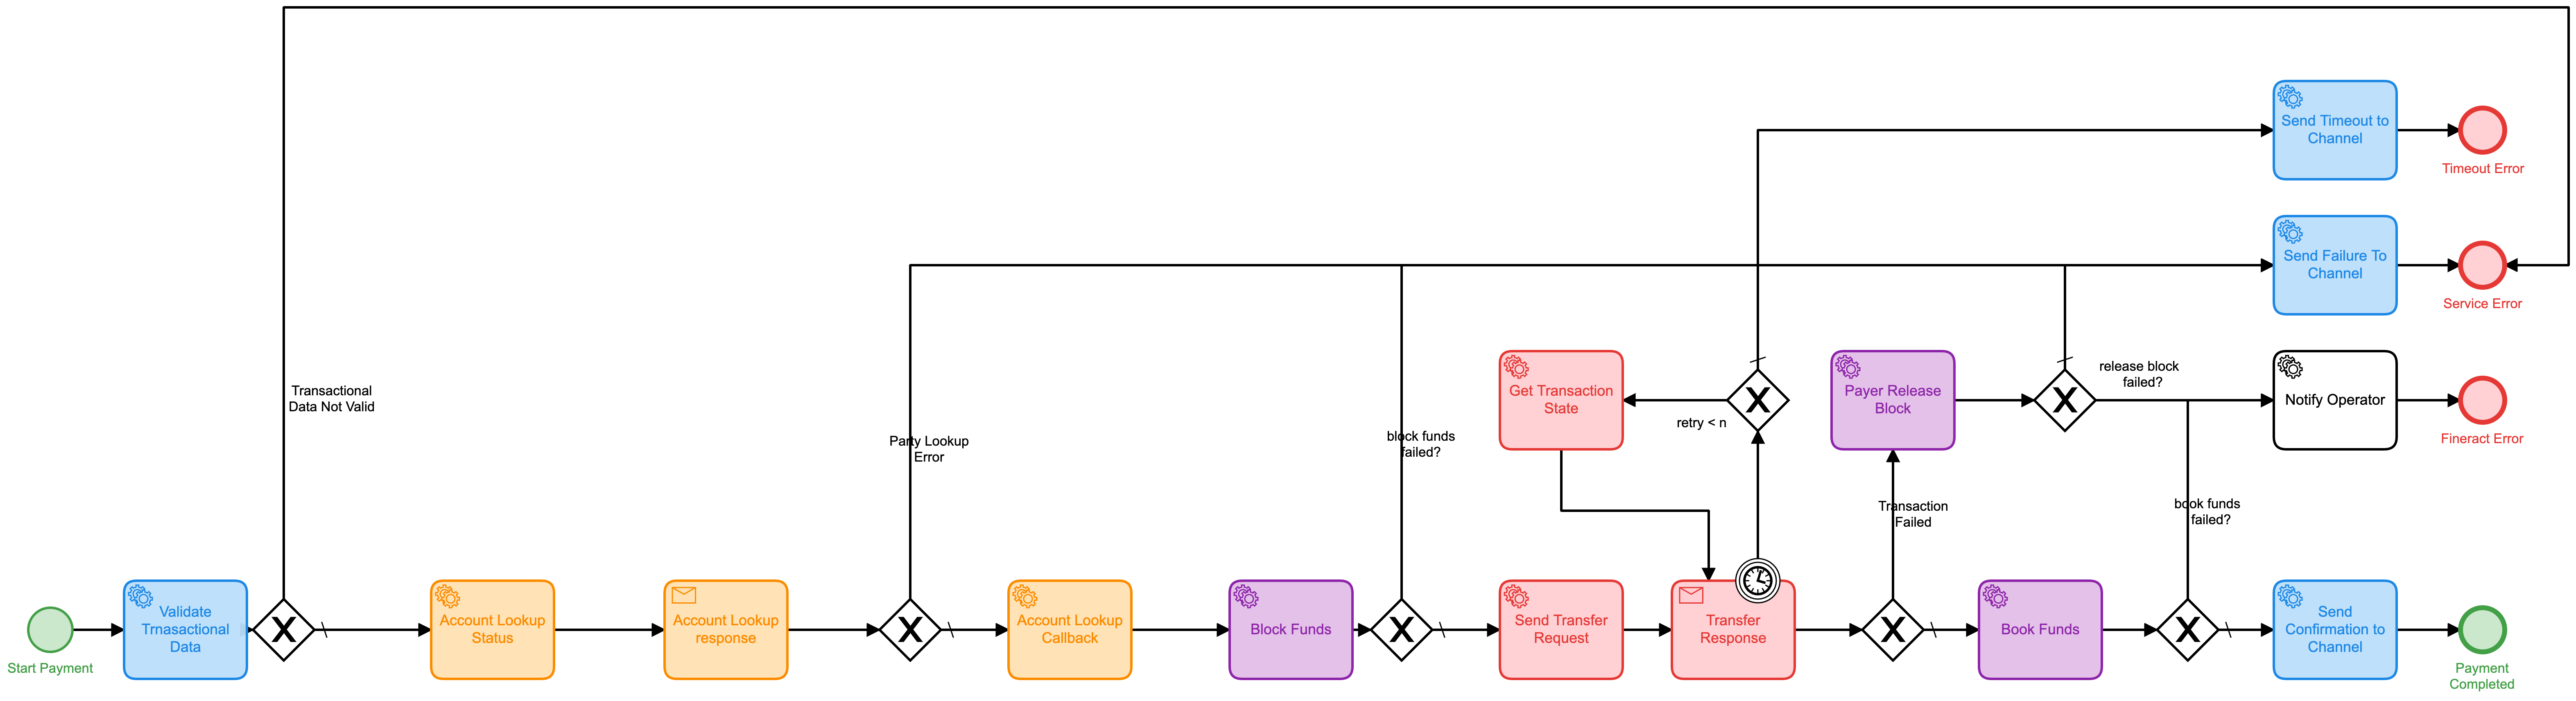 Send Timeout to
Channel
Timeout Error
Send Failure To
Channel
Service Error
Transactional
Data Not Valid
Party Lookup
Error
block funds
failed?
Get Transaction
State
retry < n
Payer Release
Block
release block
failed?
Notify Operator
Fineract Error
Transaction
Failed
book funds
failed?
Start Payment
Validate
Trnasactional
Data
Account Lookup
Status
Account Lookup
response
Account Lookup
Callback
Block Funds
Send Transfer
Request
Transfer
Response
Book Funds
Send
Confirmation to
Channel
Payment
Completed